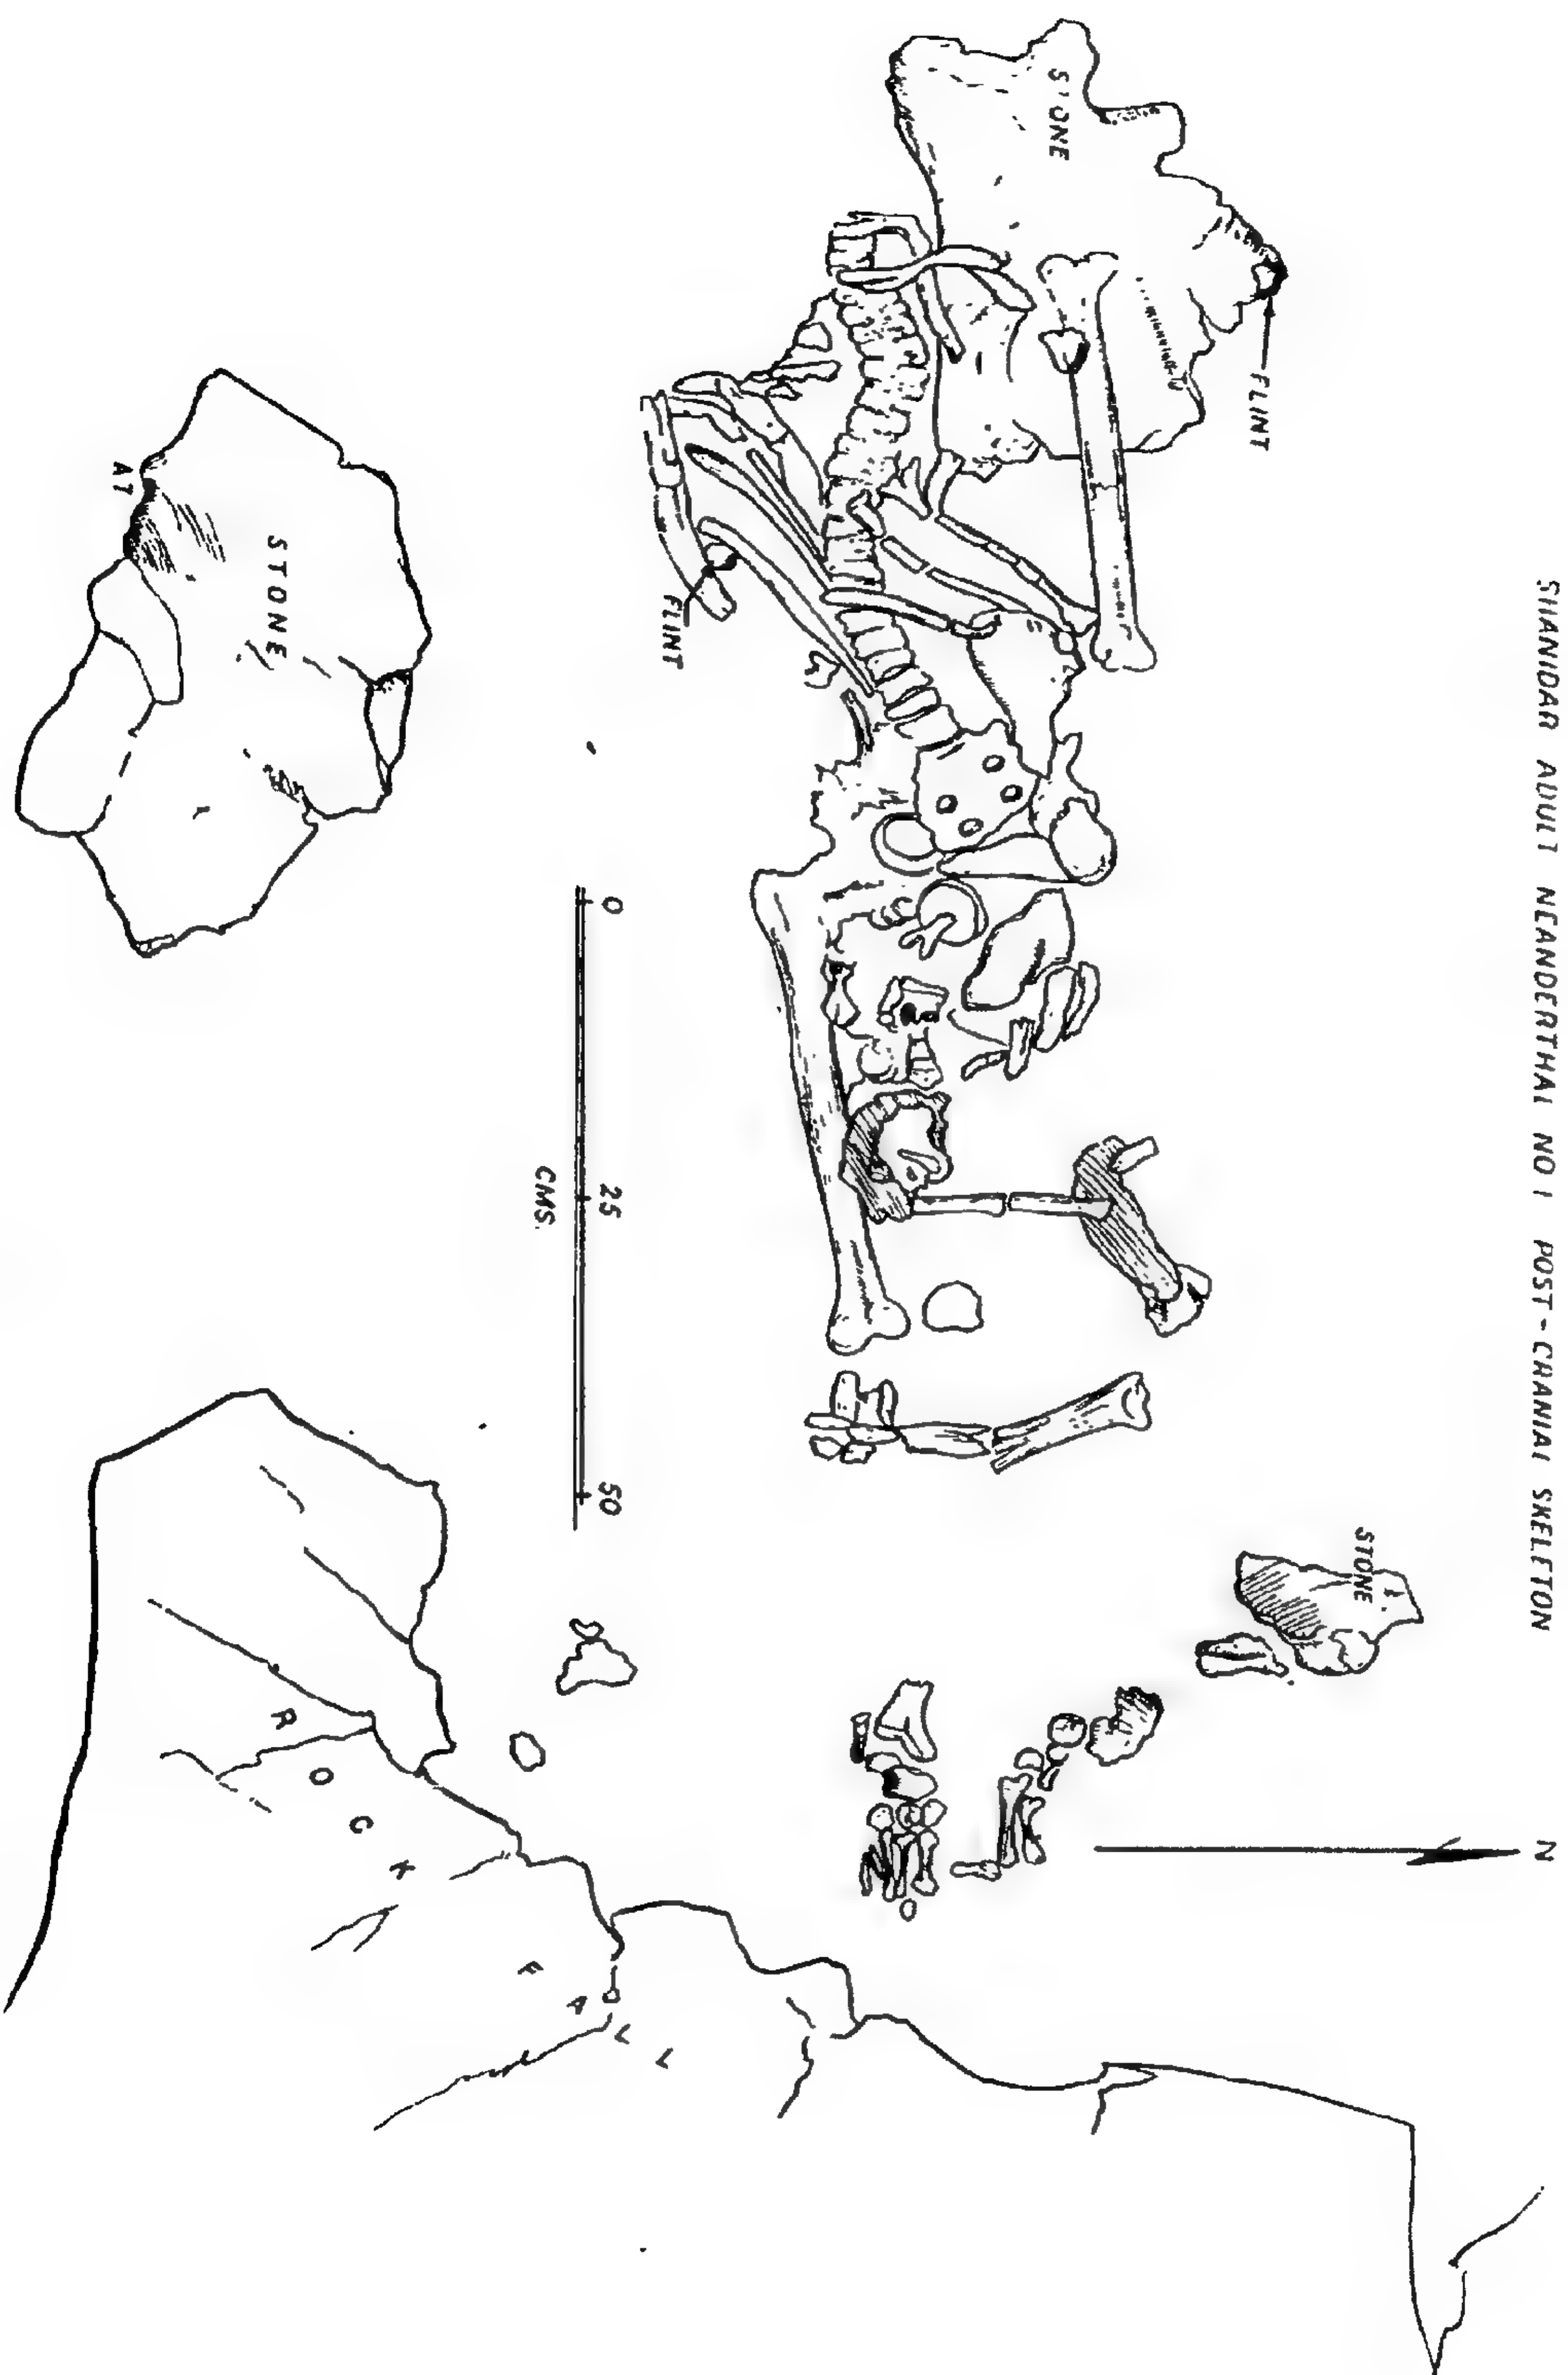 SHANIDAR ADULT NEANDERTHAL NO 1 POST-CRANIAL SKELETON
N
STONE
FLINT
STONE
FLINT
0 25 50
CMS.
STONE
A7
ROCK FALL